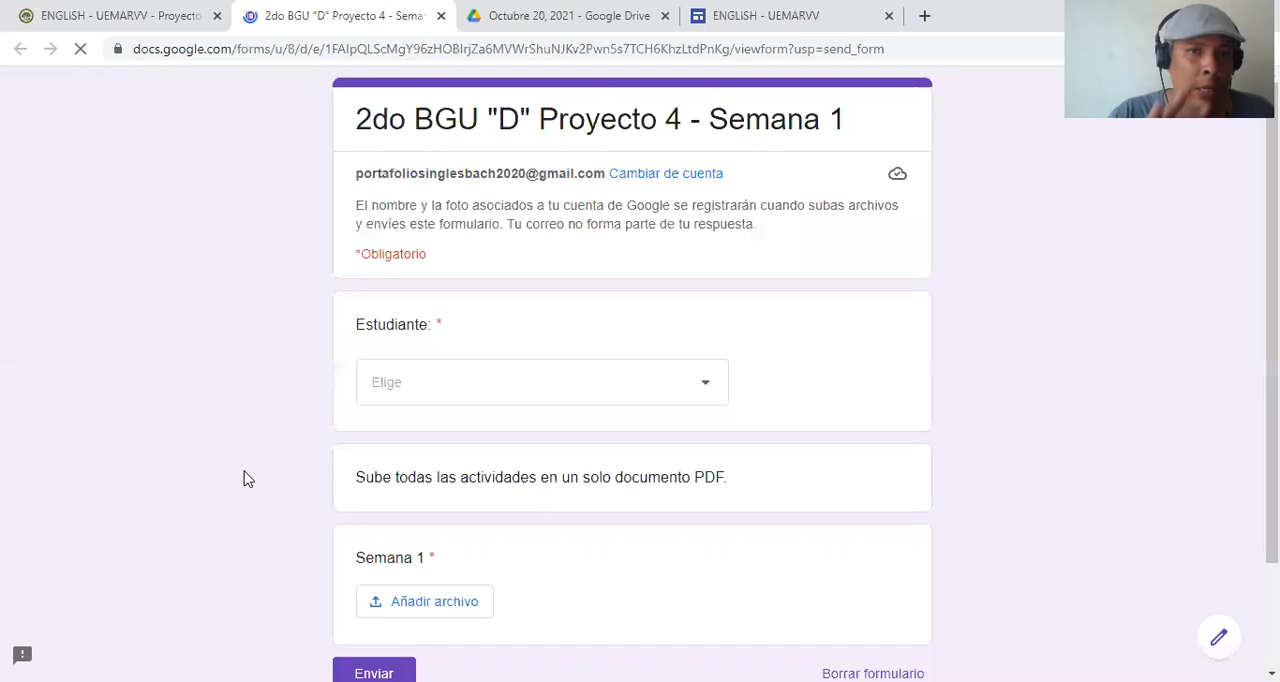 ENGLiSH - UEMARVV - Proyecto
2do BGU "D" Proyecto 4 - Sema
Octubre 20, 2021 - Google Drive
ENGLiSH - UEMARVV
docs.google.com/forms/u/8/d/e/1FAIpQLScMgY96zHOBIrjZa6MVWrShuNJKv2Pwn5s7TCH6KhzLtdPnKg/viewform?usp=send_form
2do BGU "D" Proyecto 4 - Semana 1
portafoliosinglesbach2020@gmail.com Cambiar de cuenta
El nombre y la foto asociados a tu cuenta de Google se registrarán cuando subas archivos
y envíes este formulario. Tu correo no forma parte de tu respuesta.
*Obligatorio
Estudiante: *
Elige
Sube todas las actividades en un solo documento PDF.
Semana 1 *
Añadir archivo
Enviar
Borrar formulario